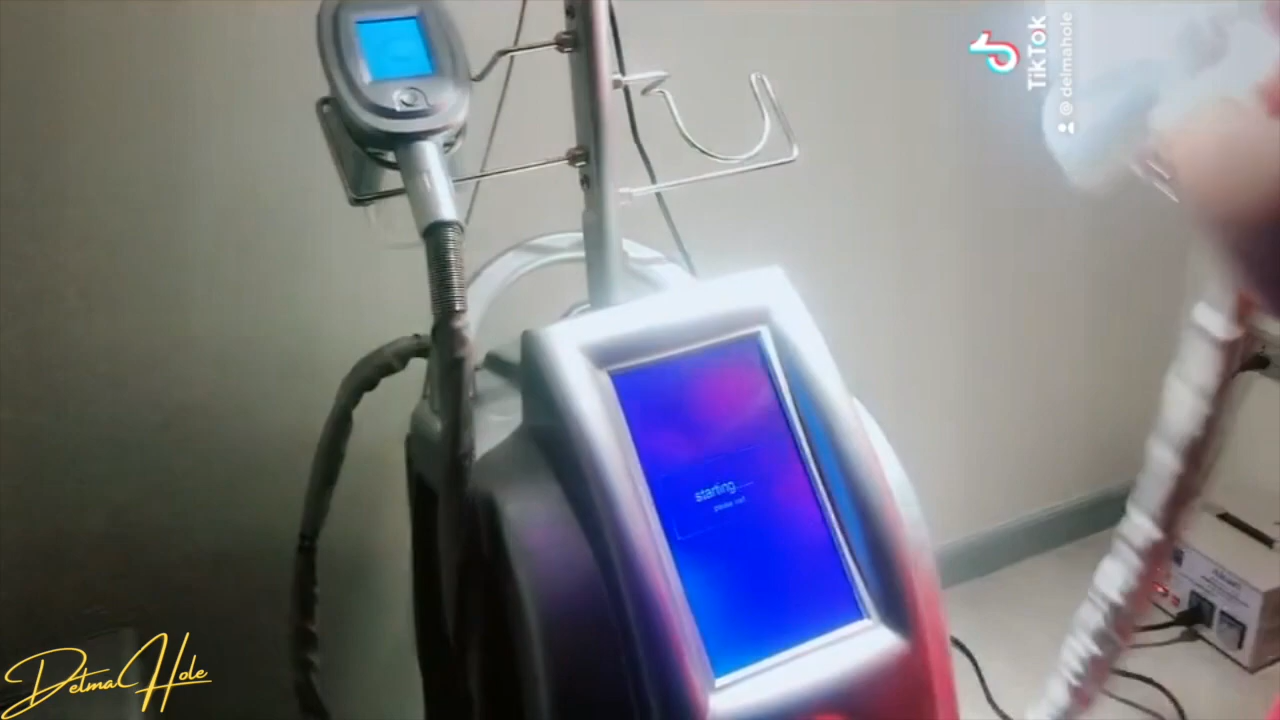 TikTok
@delmahole
starting
please wait
Delma Hole